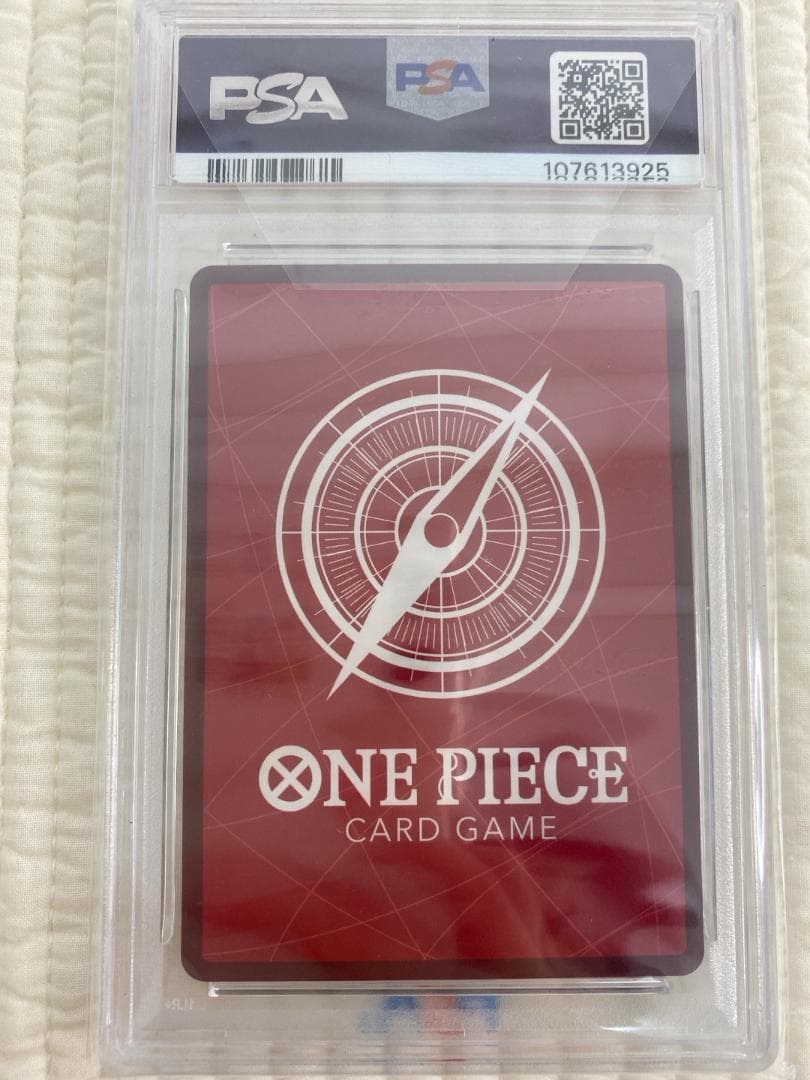 PSA
PSA
107613925
ONE PIECE
CARD GAME